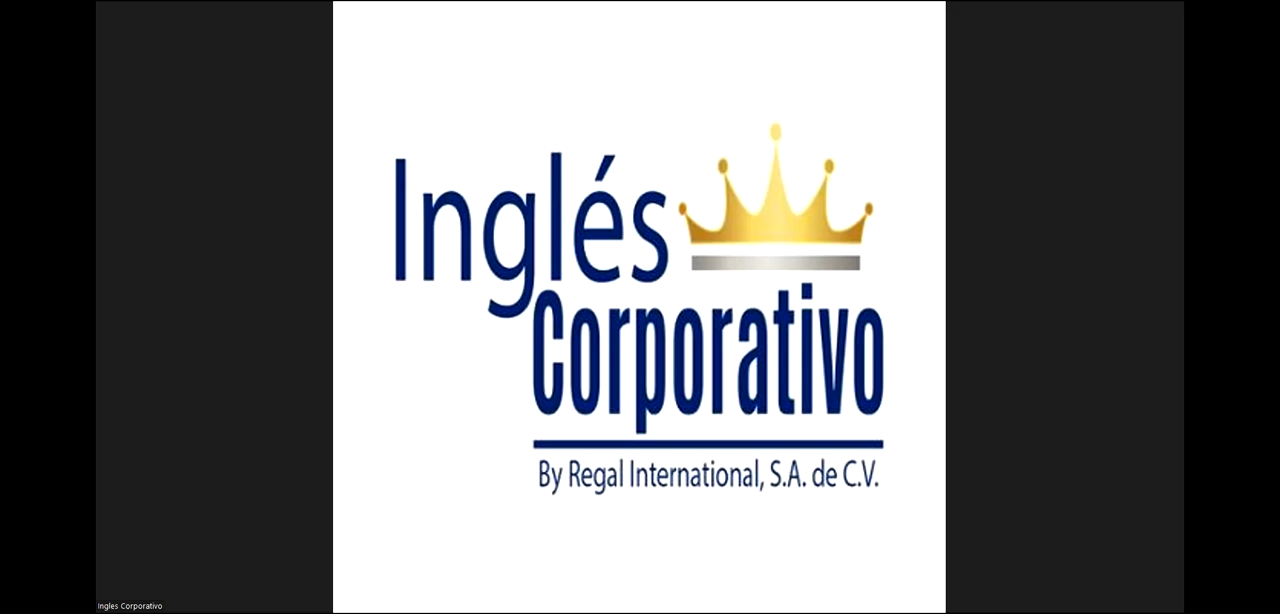 Inglés
Corporativo
By Regal International, S.A. de C.V.
Ingles Corporativo